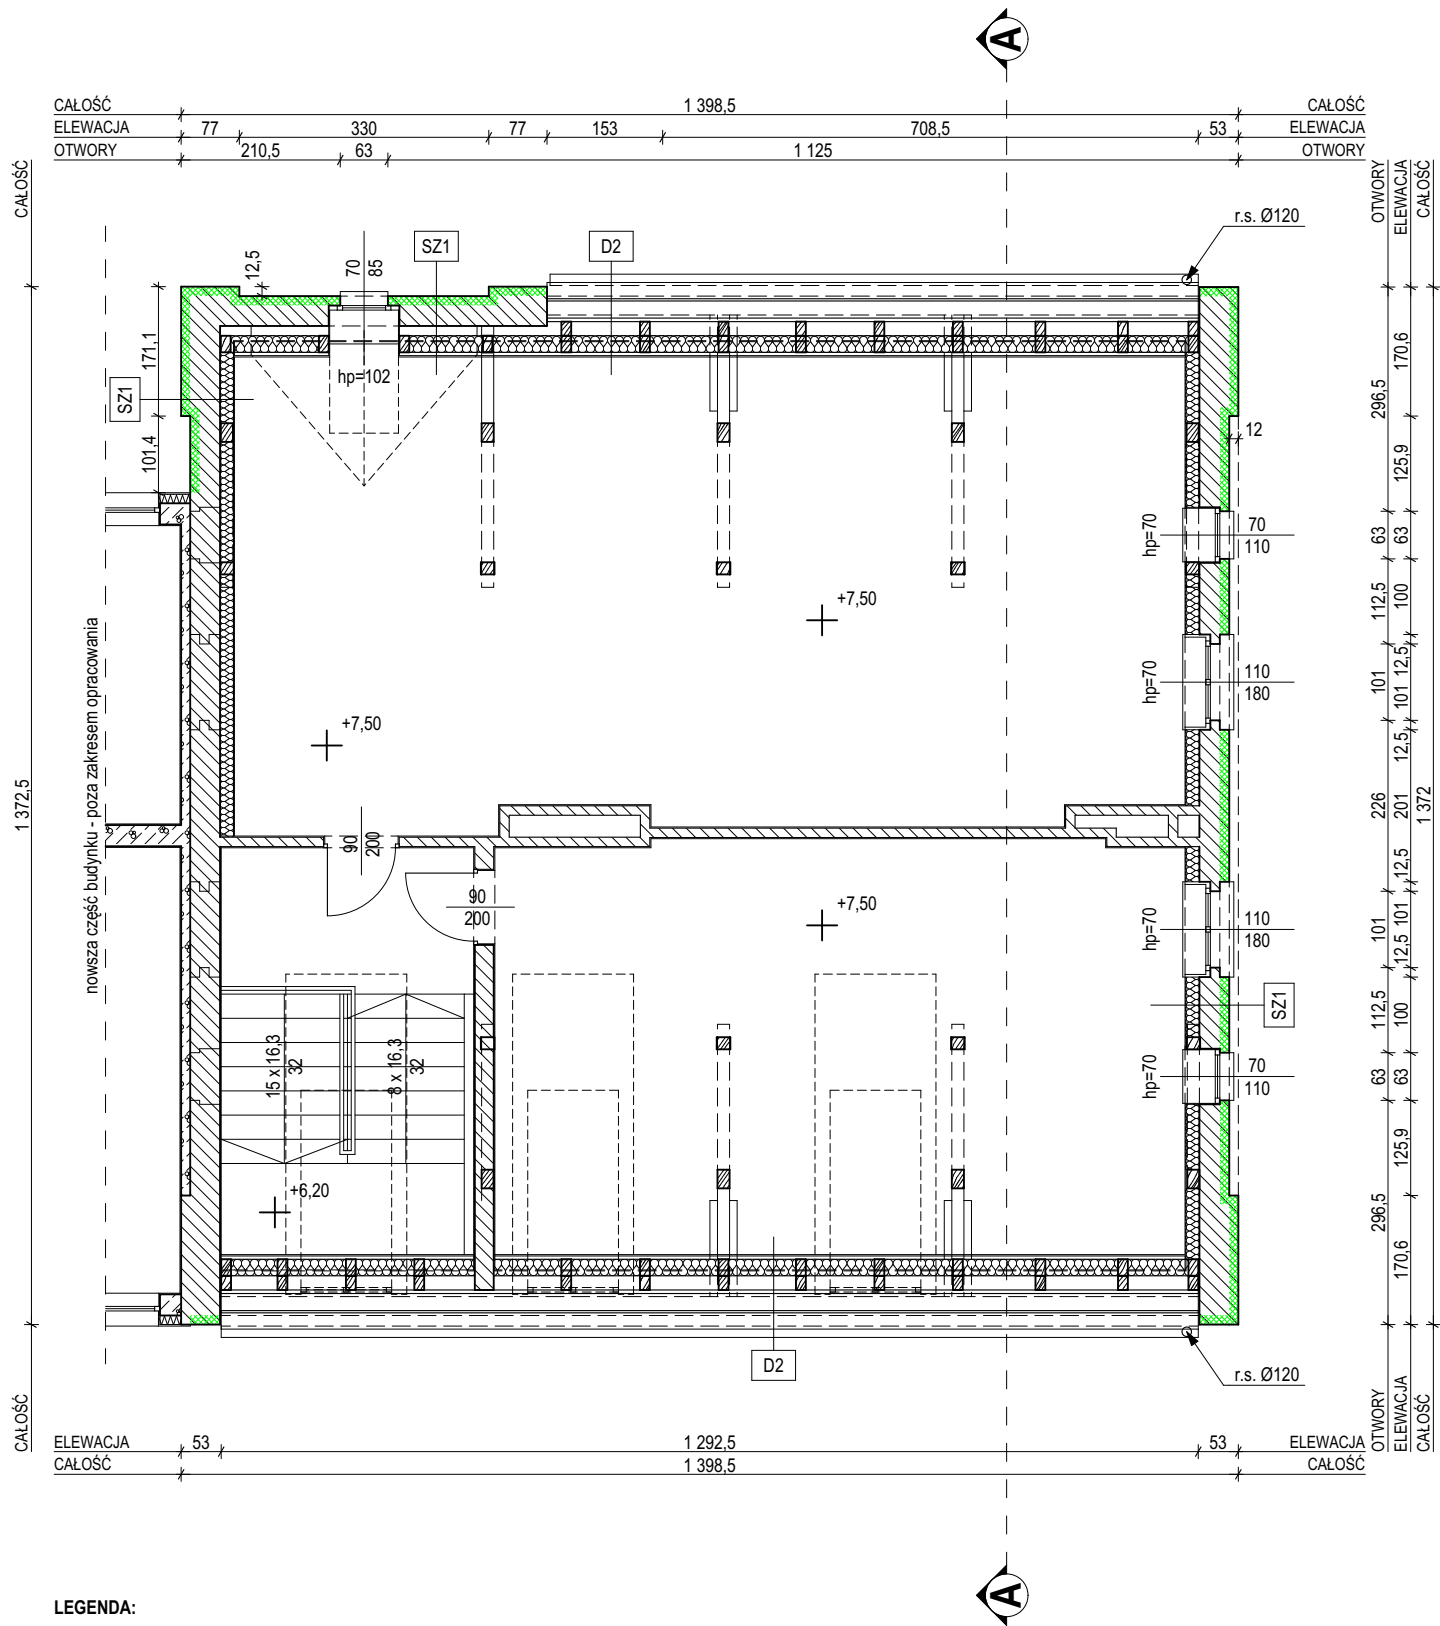 A
CAŁOŚĆ 1 398,5 CAŁOŚĆ
ELEWACJA 77 330 77 153 708,5 53 ELEWACJA
OTWORY 210,5 63 1 125 OTWORY
CAŁOŚĆ
OTWORY
ELEWACJA
CAŁOŚĆ
r.s. Ø120
SZ1
D2
12,5
70
85
171,1
hp=102
SZ1
101,4
12
170,6
296,5
125,9
hp=70
70
110
63
63
+7,50
112,5
100
nowsza część budynku - poza zakresem opracowania
hp=70
110
180
101
12,5
101
12,5
+7,50
1 372,5
226
201
1 372
90
200
90
200
+7,50
12,5
hp=70
110
180
101
101
12,5
SZ1
112,5
100
15 x 16,3
32
8 x 16,3
32
hp=70
70
110
63
63
125,9
+6,20
296,5
170,6
D2
r.s. Ø120
CAŁOŚĆ
OTWORY
ELEWACJA
CAŁOŚĆ
ELEWACJA 53 1 292,5 53 ELEWACJA
CAŁOŚĆ 1 398,5 CAŁOŚĆ
A
LEGENDA: